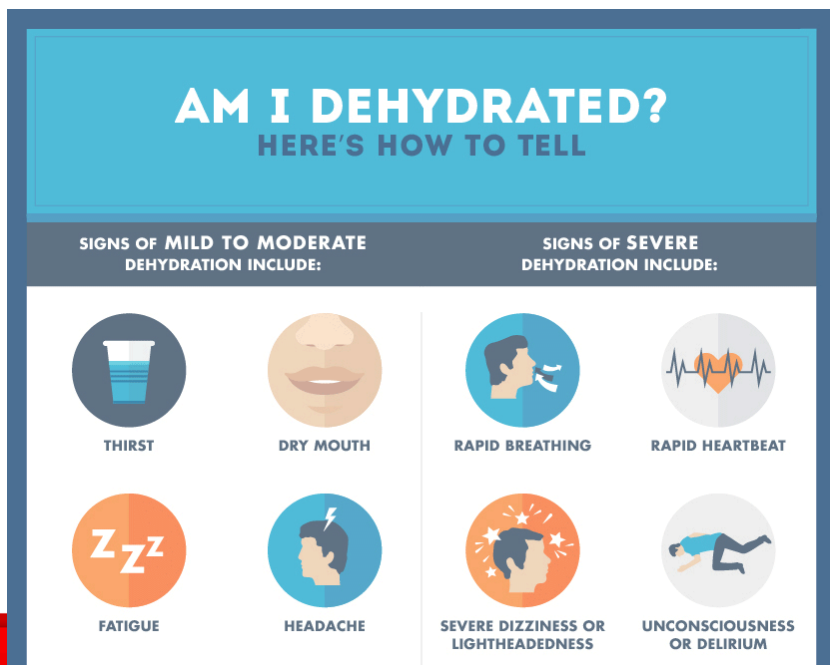 AM I DEHYDRATED?
HERE'S HOW TO TELL
SIGNS OF MILD TO MODERATE
DEHYDRATION INCLUDE:
SIGNS OF SEVERE
DEHYDRATION INCLUDE:
THIRST
DRY MOUTH
RAPID BREATHING
RAPID HEARTBEAT
ZZZ
FATIGUE
HEADACHE
SEVERE DIZZINESS OR
LIGHTHEADEDNESS
UNCONSCIOUSNESS
OR DELIRIUM